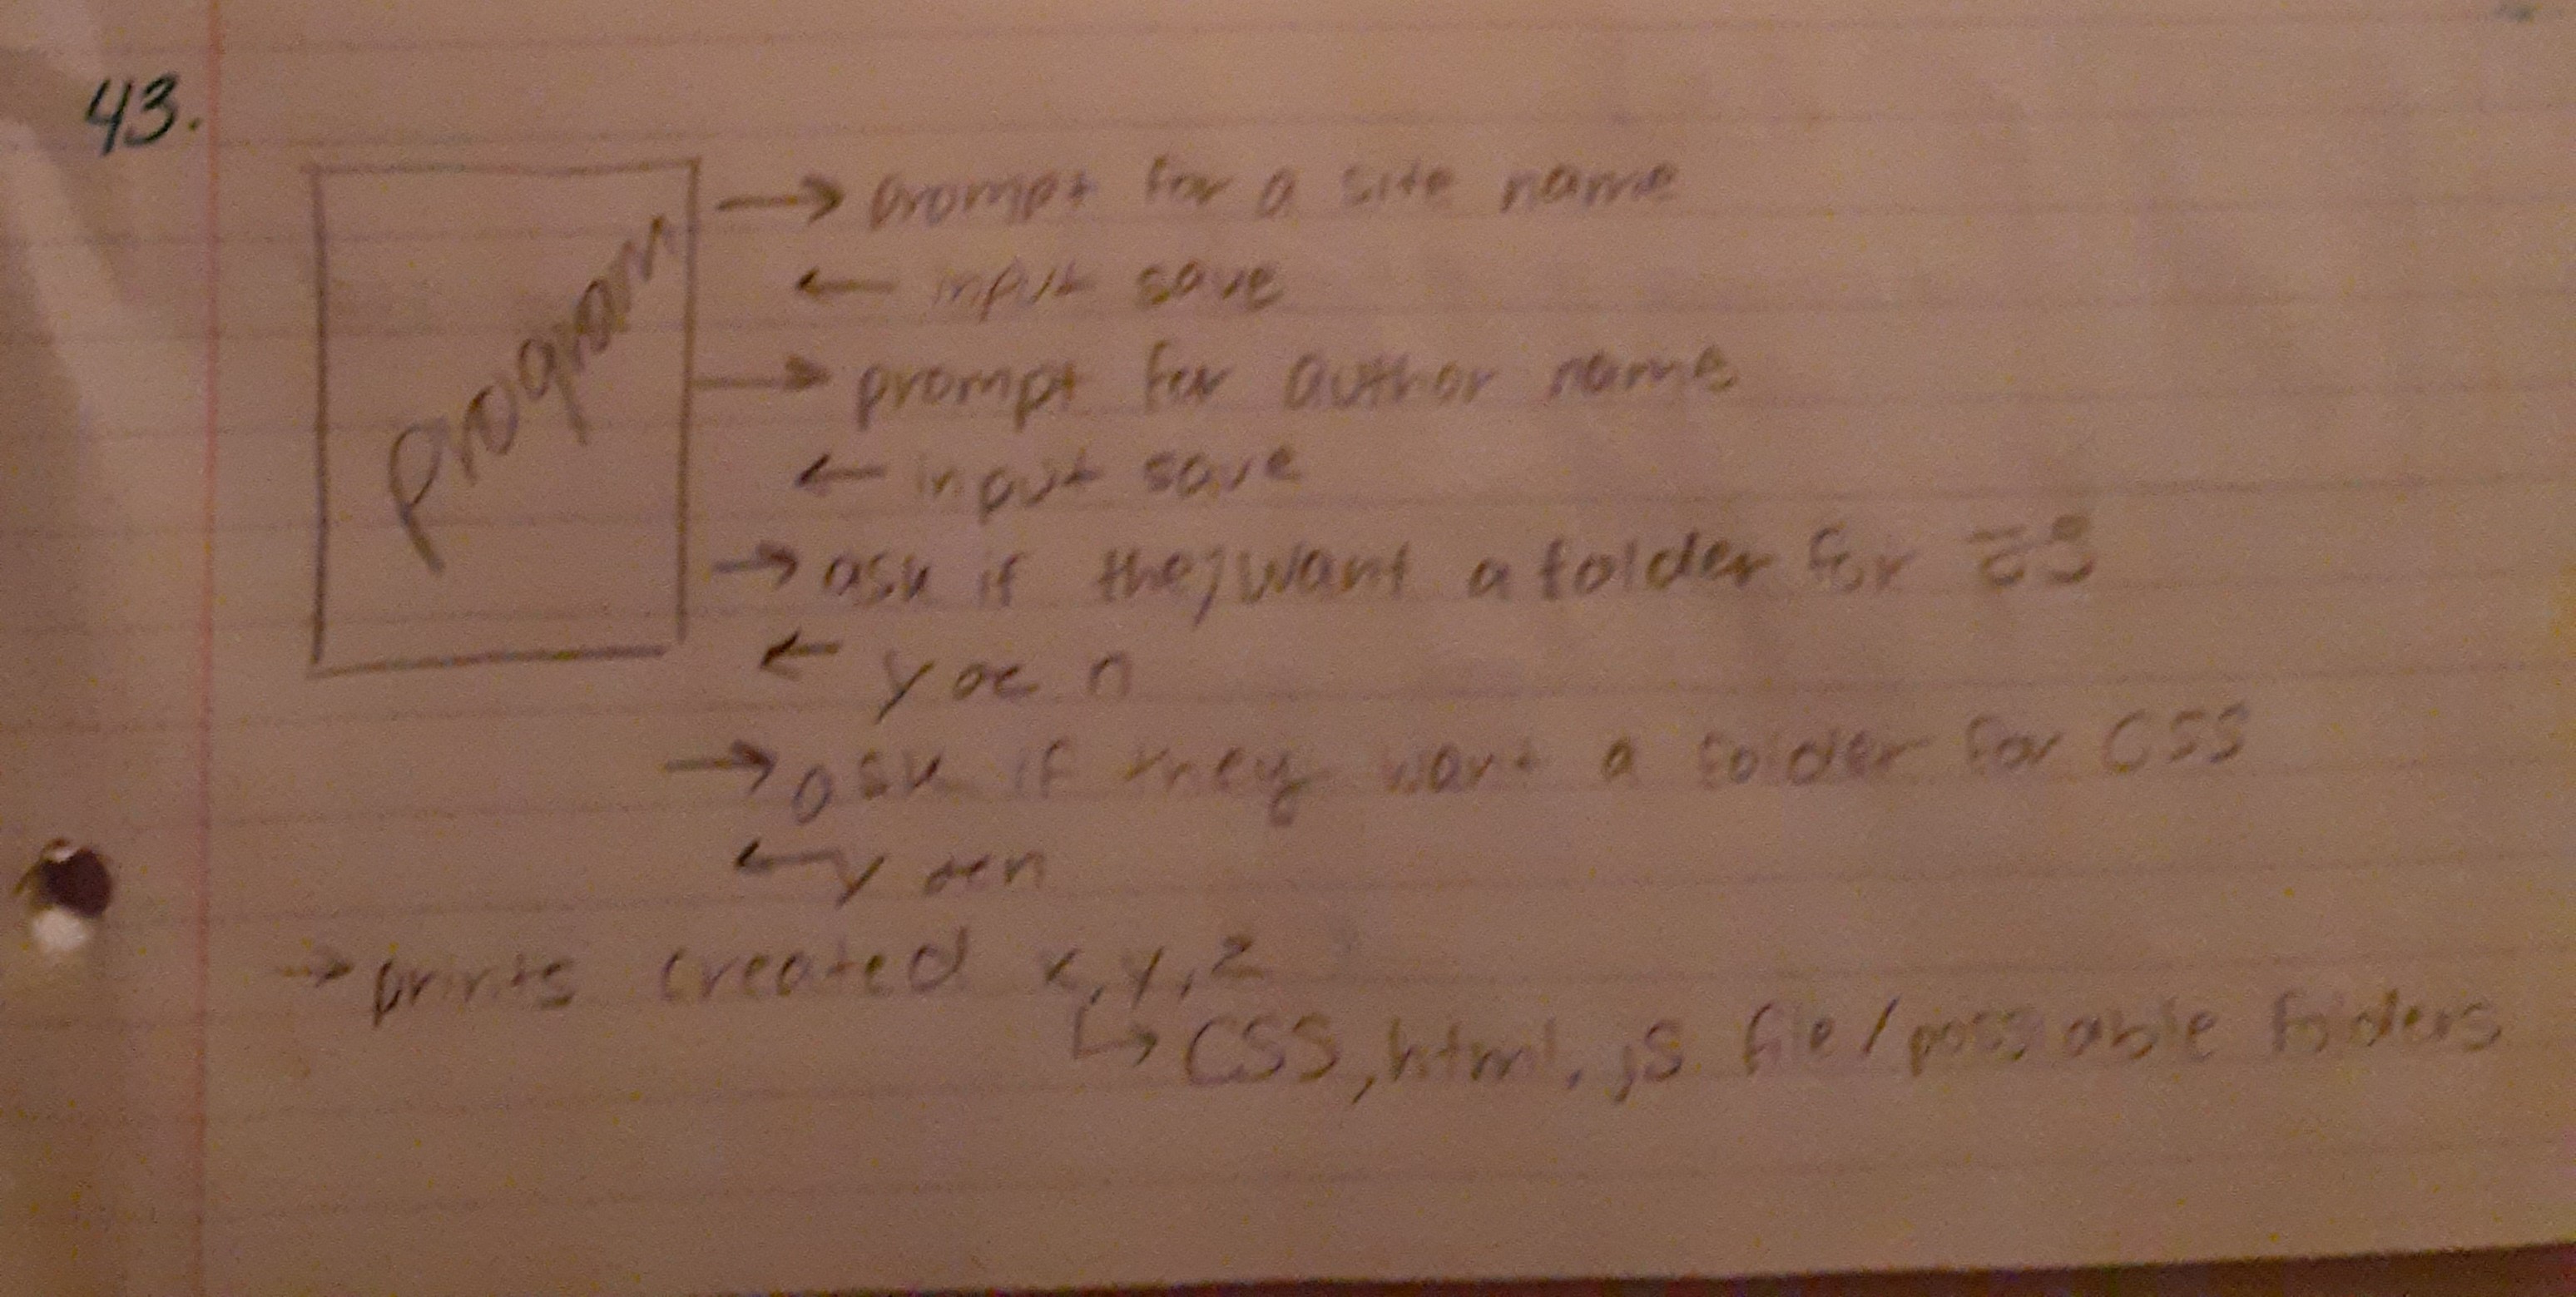 43.
Program
→ prompt for a site name
← input save
→ prompt for author name
← input save
→ ask if they want a folder for JS
← y or n
→ ask if they want a folder for CSS
← y or n
→ prints created x, y, z
↳ CSS, html, js file/possable folders